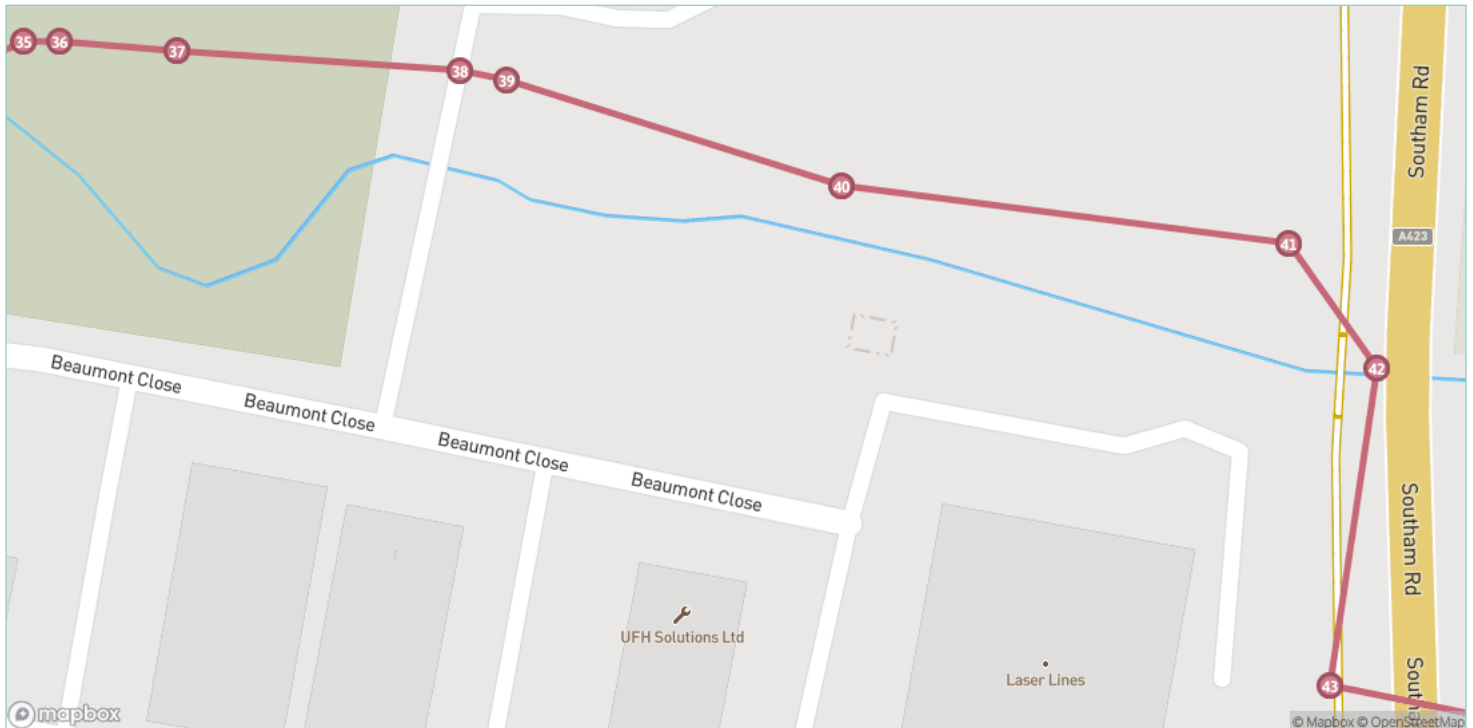 35
36
37
38
39
40
41
42
43
Southam Rd
A423
Beaumont Close
Beaumont Close
Beaumont Close
Beaumont Close
Southam Rd
UFH Solutions Ltd
Laser Lines
South
mapbox
© Mapbox © OpenStreetMap